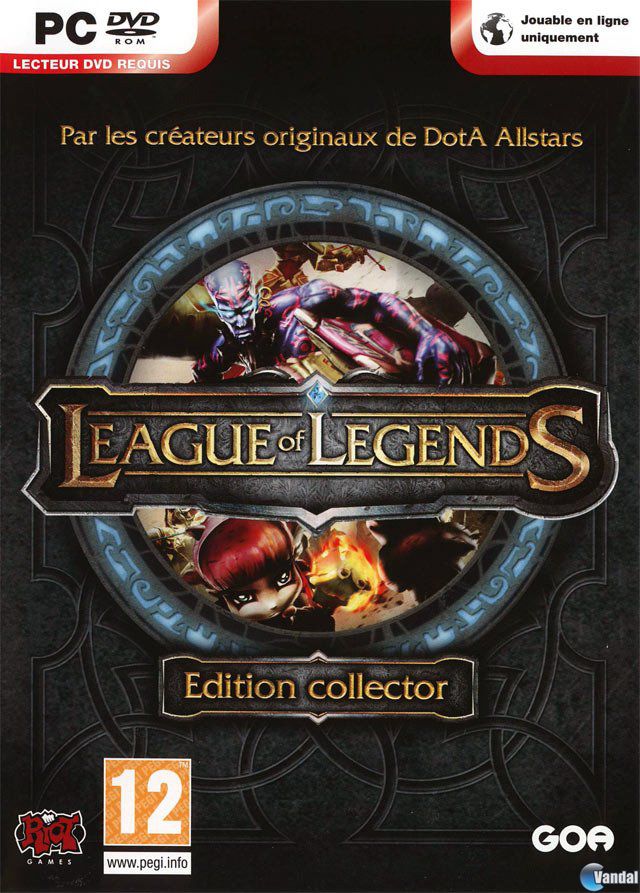 PC DVD ROM
LECTEUR DVD REQUIS
Jouable en ligne
uniquement
Par les créateurs originaux de DotA Allstars
LEAGUE of LEGENDS
Edition collector
12
www.pegi.info
RIOT
GAMES
GOA
Vandal